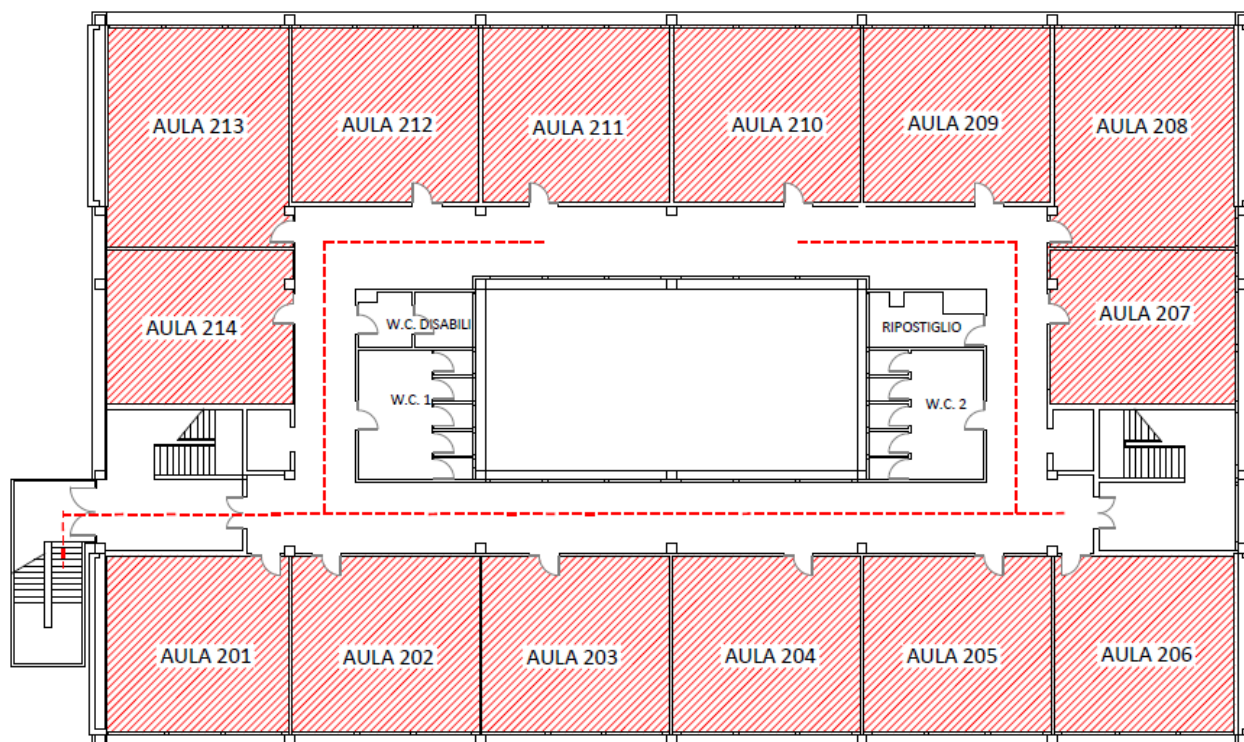 AULA 213
AULA 212
AULA 211
AULA 210
AULA 209
AULA 208
AULA 214
W.C. DISABILI
RIPOSTIGLIO
AULA 207
W.C. 1
W.C. 2
AULA 201
AULA 202
AULA 203
AULA 204
AULA 205
AULA 206